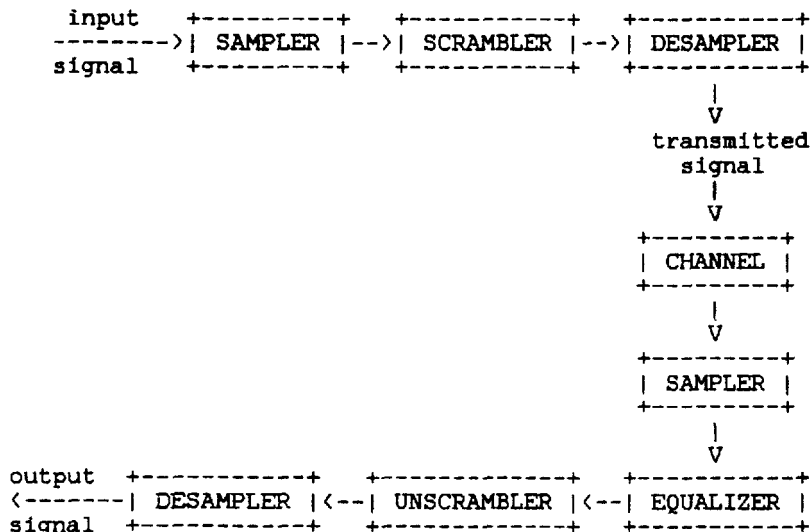 input +-----------+ +-----------+ +-----------+
-------->| SAMPLER |-->| SCRAMBLER |-->| DESAMPLER |
signal +-----------+ +-----------+ +-----------+
|
V
transmitted
signal
|
V
+---------+
| CHANNEL |
+---------+
|
V
+---------+
| SAMPLER |
+---------+
|
V
output +-----------+ +-------------+ +-----------+
<-------| DESAMPLER |<--| UNSCRAMBLER |<--| EQUALIZER |
signal +-----------+ +-------------+ +-----------+